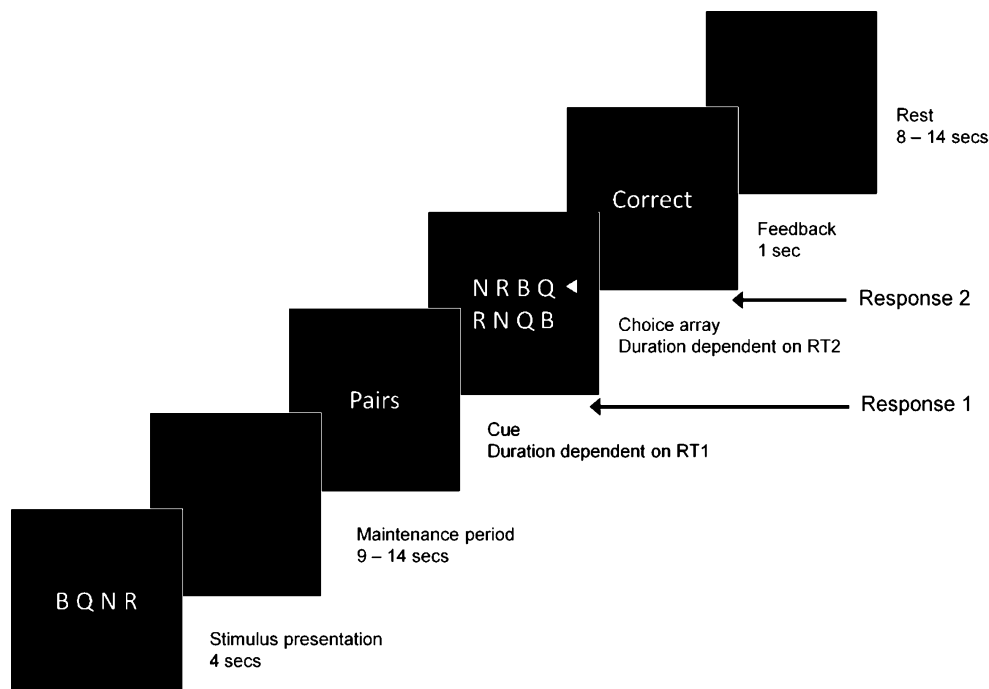 B Q N R
Stimulus presentation
4 secs
Maintenance period
9 – 14 secs
Pairs
Cue
Duration dependent on RT1
Response 1
N R B Q
R N Q B
Choice array
Duration dependent on RT2
Response 2
Correct
Feedback
1 sec
Rest
8 – 14 secs